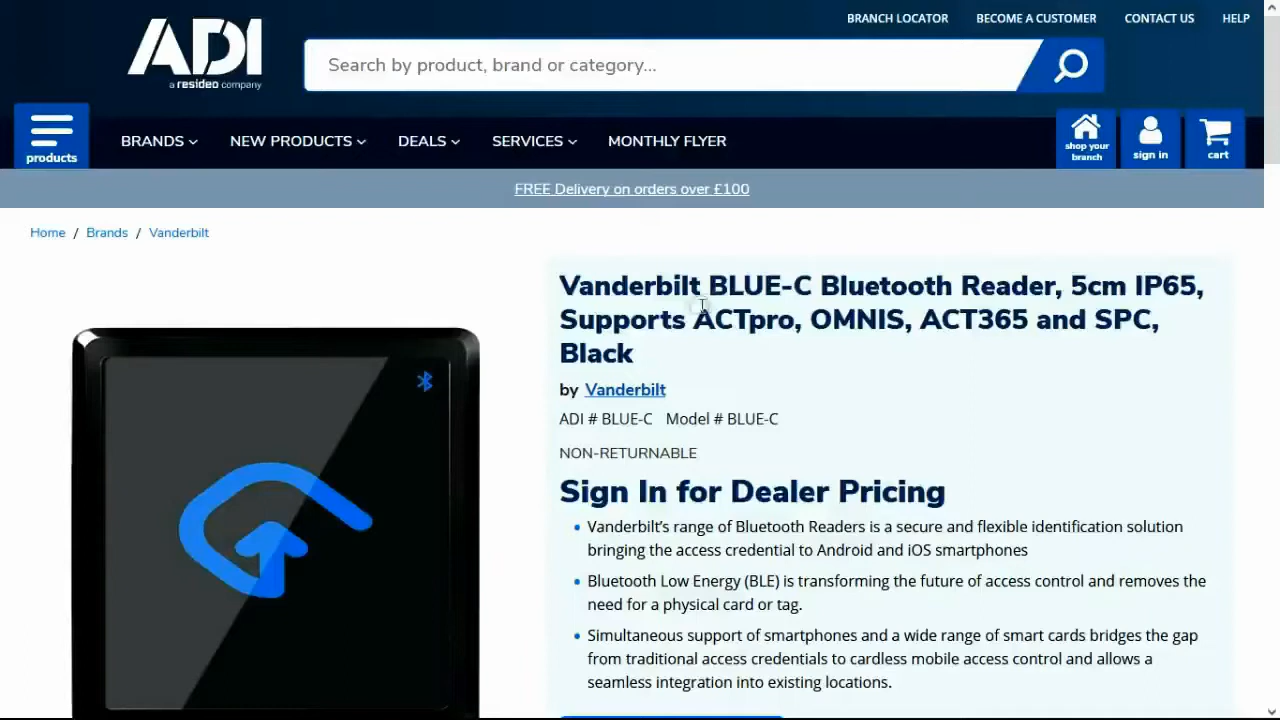 BRANCH LOCATOR BECOME A CUSTOMER CONTACT US HELP
ADI
a resideo company
Search by product, brand or category...
products
BRANDS NEW PRODUCTS DEALS SERVICES MONTHLY FLYER
shop your
branch
sign in
cart
FREE Delivery on orders over £100
Home / Brands / Vanderbilt
Vanderbilt BLUE-C Bluetooth Reader, 5cm IP65,
Supports ACTpro, OMNIS, ACT365 and SPC,
Black
by Vanderbilt
ADI # BLUE-C Model # BLUE-C
NON-RETURNABLE
Sign In for Dealer Pricing
• Vanderbilt's range of Bluetooth Readers is a secure and flexible identification solution
bringing the access credential to Android and iOS smartphones
• Bluetooth Low Energy (BLE) is transforming the future of access control and removes the
need for a physical card or tag.
• Simultaneous support of smartphones and a wide range of smart cards bridges the gap
from traditional access credentials to cardless mobile access control and allows a
seamless integration into existing locations.